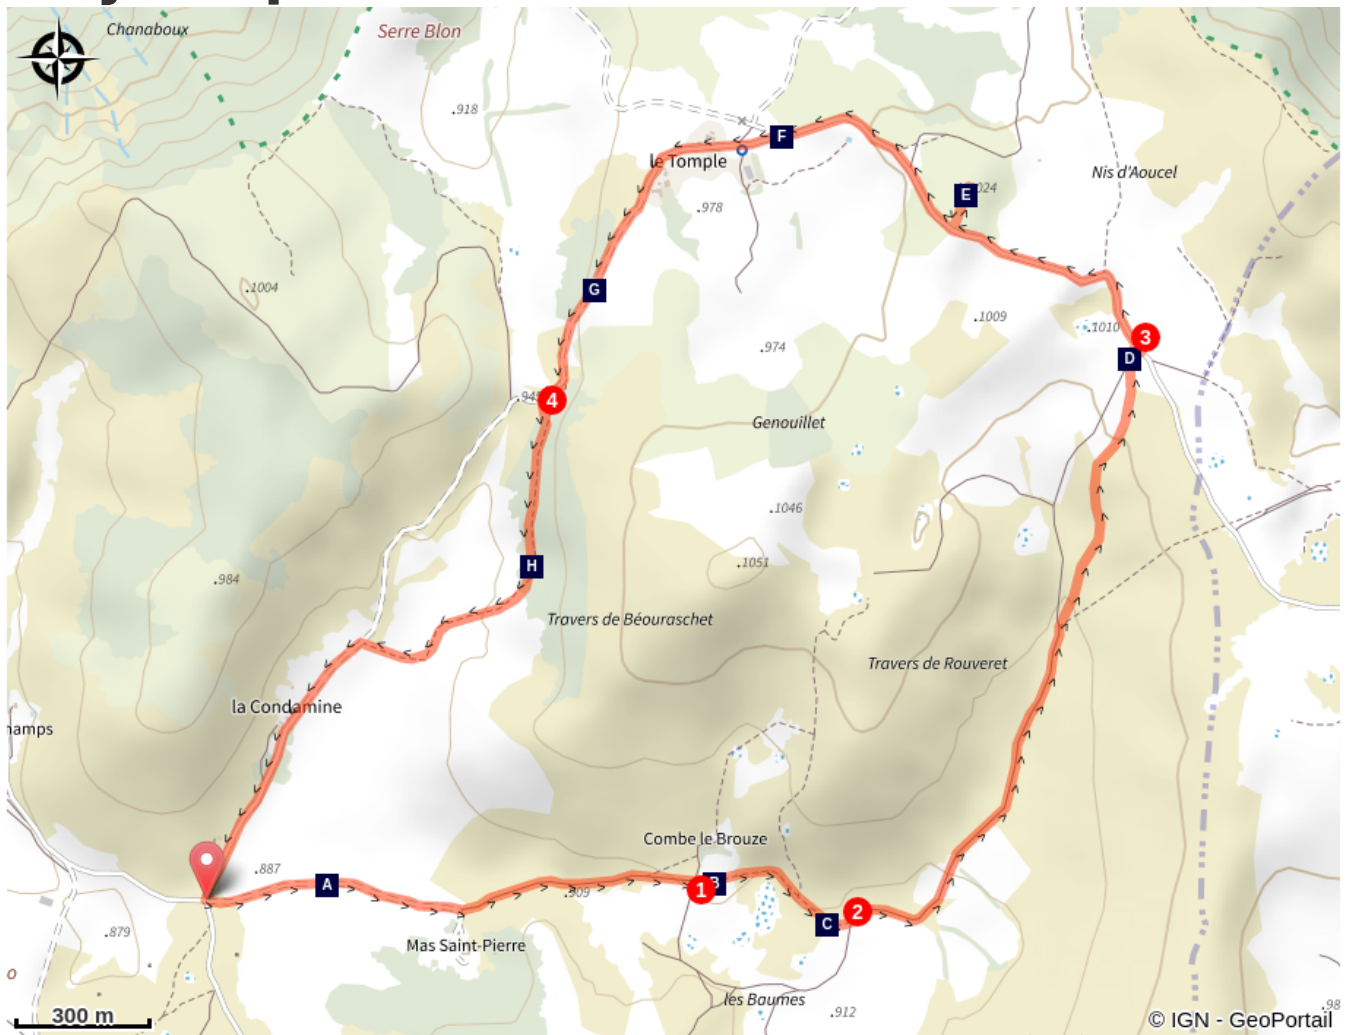 Chanaboux
Serre Blon
.918
F
le Tomple
Nis d'Aoucel
E
.978
G
.1004
.1009
.1010
3
D
.974
4
Genouillet
.1046
.1051
H
.984
Travers de Béouraschet
Travers de Rouveret
la Condamine
hamps
Combe le Brouze
.887
A
1
B
.909
2
C
.879
Mas Saint-Pierre
les Baumes
.912
300 m
© IGN - GeoPortail